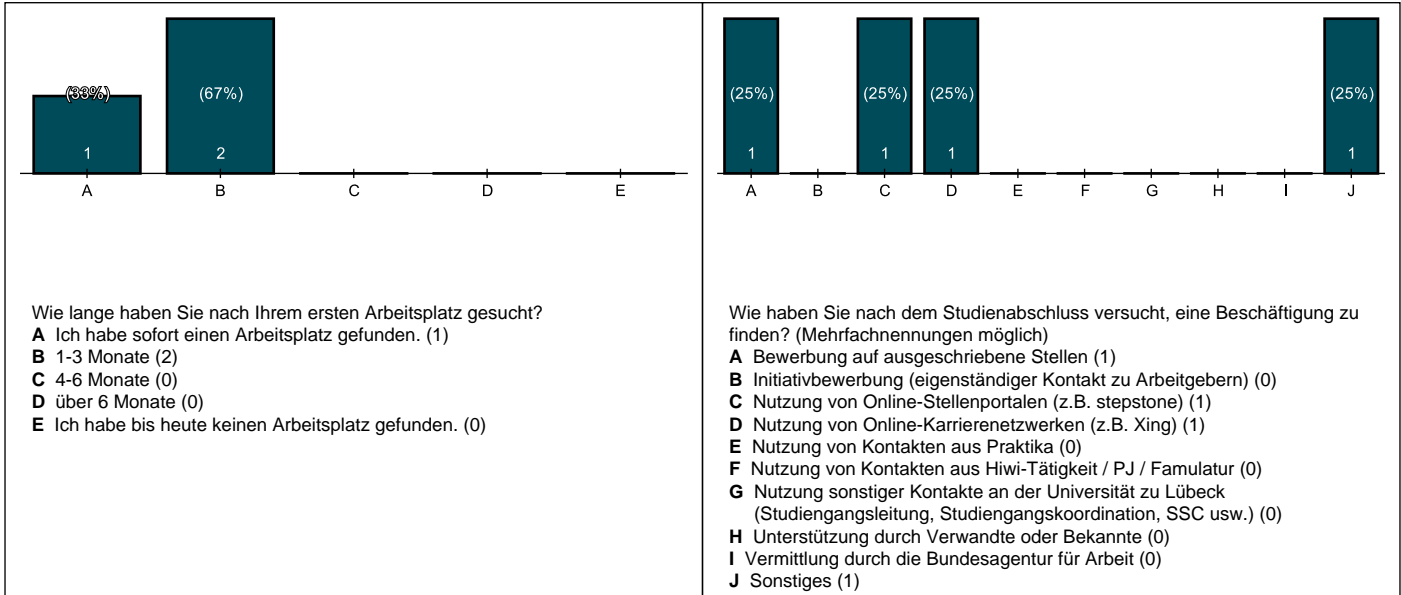 (33%)
(67%)
1
2
A
B
C
D
E
Wie lange haben Sie nach Ihrem ersten Arbeitsplatz gesucht?
A Ich habe sofort einen Arbeitsplatz gefunden. (1)
B 1-3 Monate (2)
C 4-6 Monate (0)
D über 6 Monate (0)
E Ich habe bis heute keinen Arbeitsplatz gefunden. (0)
(25%)
(25%)
(25%)
(25%)
1
1
1
1
A
B
C
D
E
F
G
H
I
J
Wie haben Sie nach dem Studienabschluss versucht, eine Beschäftigung zu
finden? (Mehrfachnennungen möglich)
A Bewerbung auf ausgeschriebene Stellen (1)
B Initiativbewerbung (eigenständiger Kontakt zu Arbeitgebern) (0)
C Nutzung von Online-Stellenportalen (z.B. stepstone) (1)
D Nutzung von Online-Karrierenetzwerken (z.B. Xing) (1)
E Nutzung von Kontakten aus Praktika (0)
F Nutzung von Kontakten aus Hiwi-Tätigkeit / PJ / Famulatur (0)
G Nutzung sonstiger Kontakte an der Universität zu Lübeck
(Studiengangsleitung, Studiengangskoordination, SSC usw.) (0)
H Unterstützung durch Verwandte oder Bekannte (0)
I Vermittlung durch die Bundesagentur für Arbeit (0)
J Sonstiges (1)